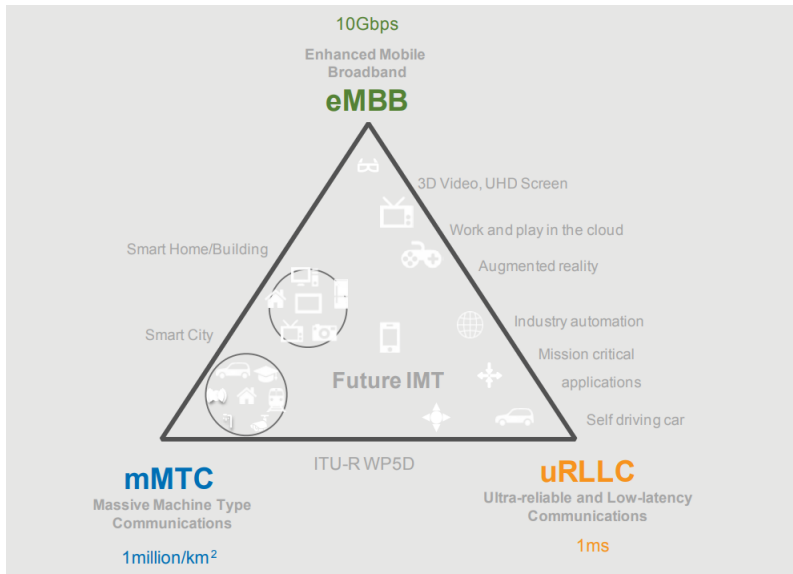 10Gbps
Enhanced Mobile
Broadband
eMBB
3D Video, UHD Screen
Work and play in the cloud
Smart Home/Building
Augmented reality
Industry automation
Smart City
Mission critical
applications
Future IMT
Self driving car
ITU-R WP5D
mMTC
Massive Machine Type
Communications
1million/km²
uRLLC
Ultra-reliable and Low-latency
Communications
1ms